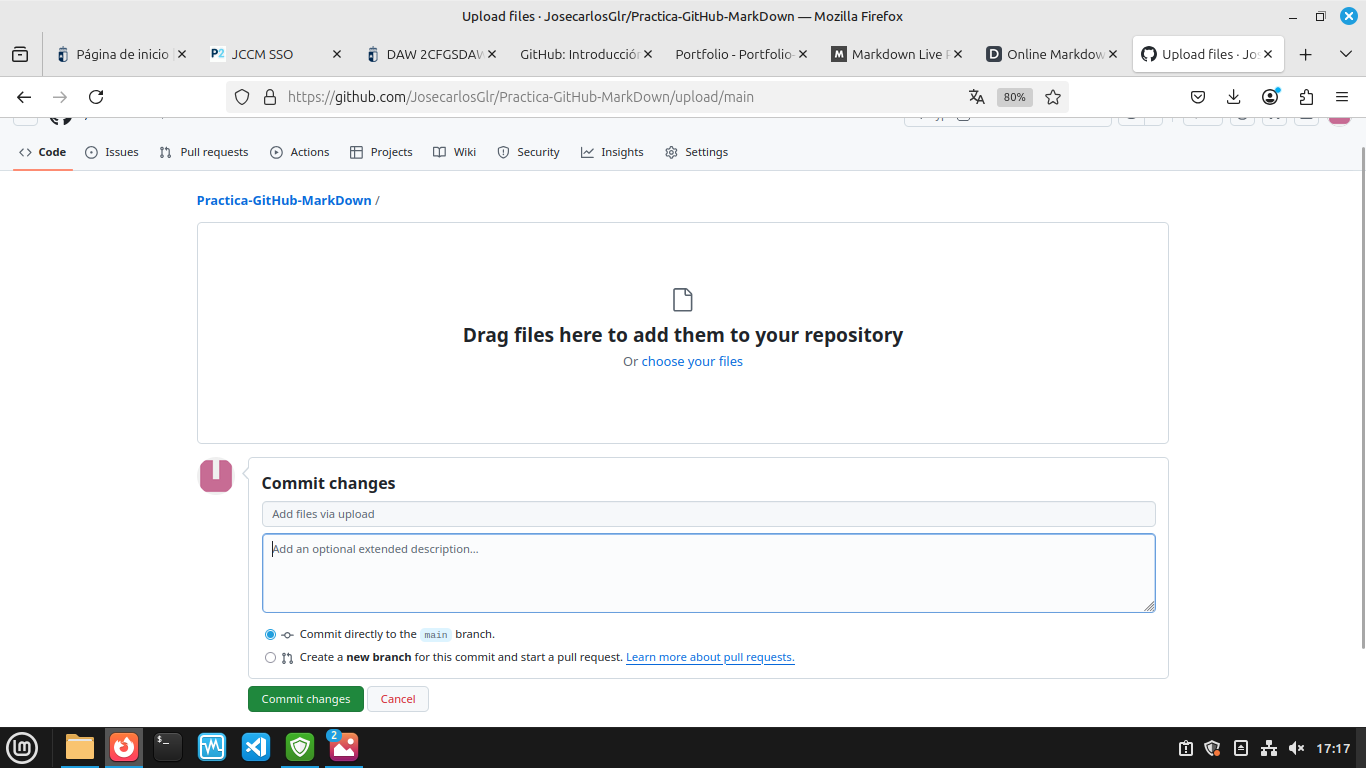 Upload files · JosecarlosGlr/Practica-GitHub-MarkDown — Mozilla Firefox
Página de inicio
P2 JCCM SSO
DAW 2CFGSDAW
GitHub: Introducción
Portfolio - Portfolio-
M Markdown Live P
D Online Markdow
Upload files · Jos
https://github.com/JosecarlosGlr/Practica-GitHub-MarkDown/upload/main
80%
Code
Issues
Pull requests
Actions
Projects
Wiki
Security
Insights
Settings
Practica-GitHub-MarkDown /
Drag files here to add them to your repository
Or choose your files
Commit changes
Add files via upload
Add an optional extended description...
Commit directly to the main branch.
Create a new branch for this commit and start a pull request. Learn more about pull requests.
Commit changes
Cancel
2
17:17